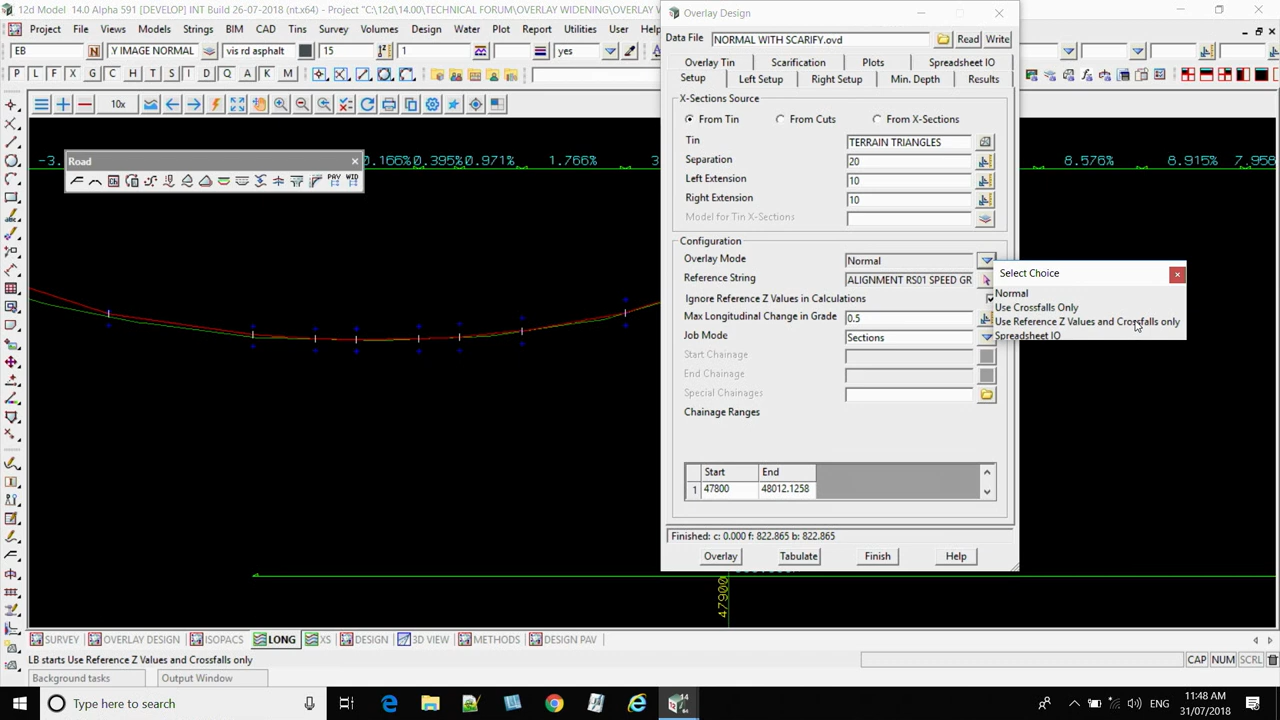 12d Model 14.0 Alpha S91 [DEVELOP] INT Build 26-07-2018 (nt.x64) - Project "C:\12d\14.00\TECHNICAL FORUM\OVERLAY WIDENING\OVERLAY W
Project File Edit View Models Strings BIM CAD Tins Survey Volumes Design Water Plot Report Utilities User
EB N Y IMAGE NORMAL vis rd asphalt 15 1 yes
P L F X G C H T S I D Q A K M
10x
Overlay Design
Data File NORMAL WITH SCARIFY.ovd Read Write
Overlay Tin Scarification Plots Spreadsheet IO
Setup Left Setup Right Setup Min. Depth Results
X-Sections Source
From Tin From Cuts From X-Sections
Tin TERRAIN TRIANGLES
Separation 20
Left Extension 10
Right Extension 10
Model for Tin X-Sections
Configuration
Overlay Mode Normal
Reference String ALIGNMENT RS01 SPEED GR
Ignore Reference Z Values in Calculations
Max Longitudinal Change in Grade 0.5
Job Mode Sections
Start Chainage
End Chainage
Special Chainages
Chainage Ranges
Start End
1 47800 48012.1258
Finished: c: 0.000 f: 822.865 b: 822.865
Overlay Tabulate Finish Help
Select Choice
Normal
Use Crossfalls Only
Use Reference Z Values and Crossfalls only
Spreadsheet IO
-3. 0.166% 0.395% 0.971% 1.766% 3 8.576% 8.915% 7.958
Road
PAV WID
47900
SURVEY OVERLAY DESIGN ISOPACS LONG XS DESIGN 3D VIEW METHODS DESIGN PAV
LB starts Use Reference Z Values and Crossfalls only CAP NUM SCRL
Background tasks Output Window
Type here to search
ENG
11:48 AM
31/07/2018